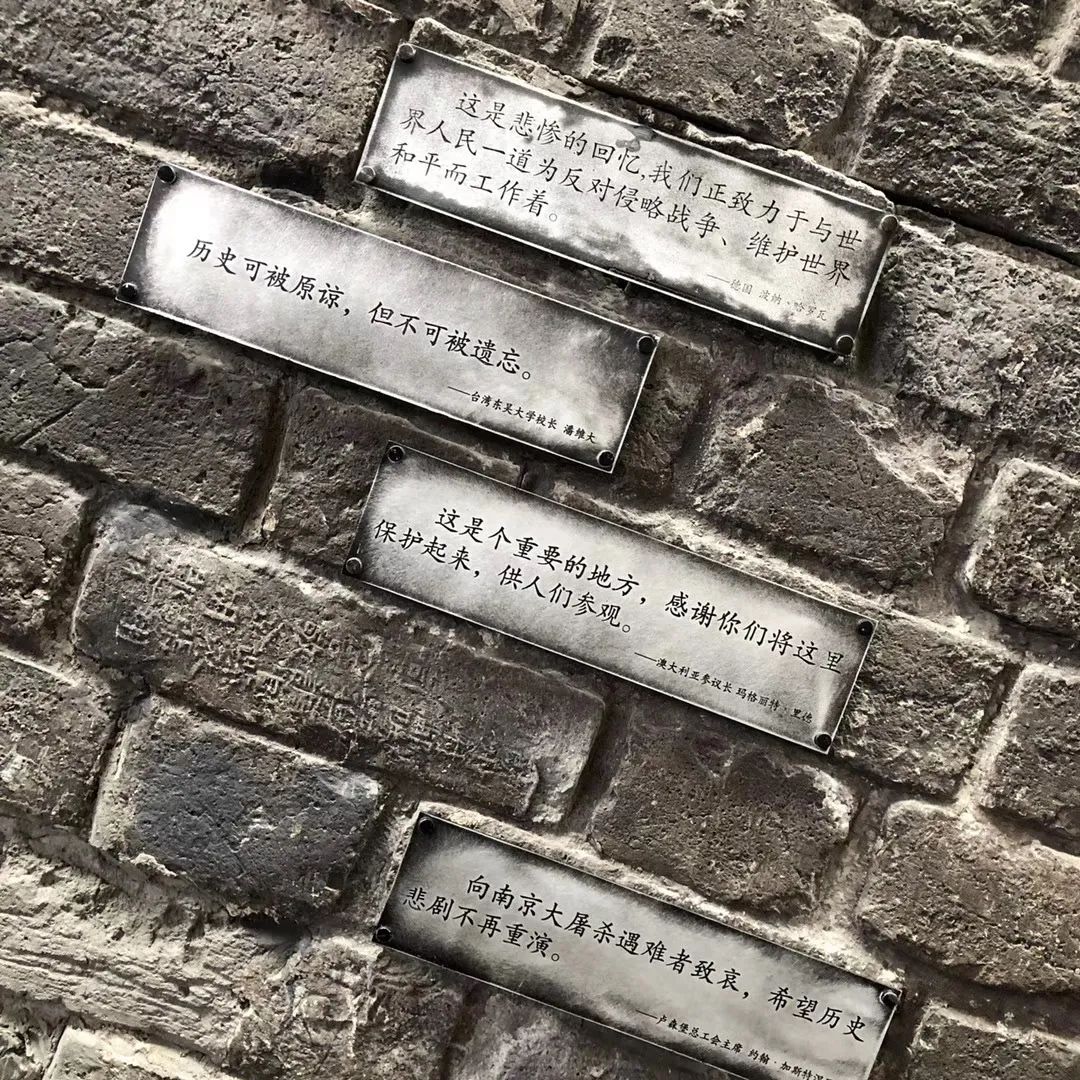 这是悲惨的回忆,我们正致力于与世
界人民一道为反对侵略战争、维护世界
和平而工作着。
——德国 波纳·哈罗瓦
历史可被原谅，但不可被遗忘。
——台湾东吴大学校长 潘维大
这是个重要的地方，感谢你们将这里
保护起来，供人们参观。
——澳大利亚参议长 玛格丽特·里德
向南京大屠杀遇难者致哀，希望历史
悲剧不再重演。
——卢森堡总工会主席 约翰·加斯特涅